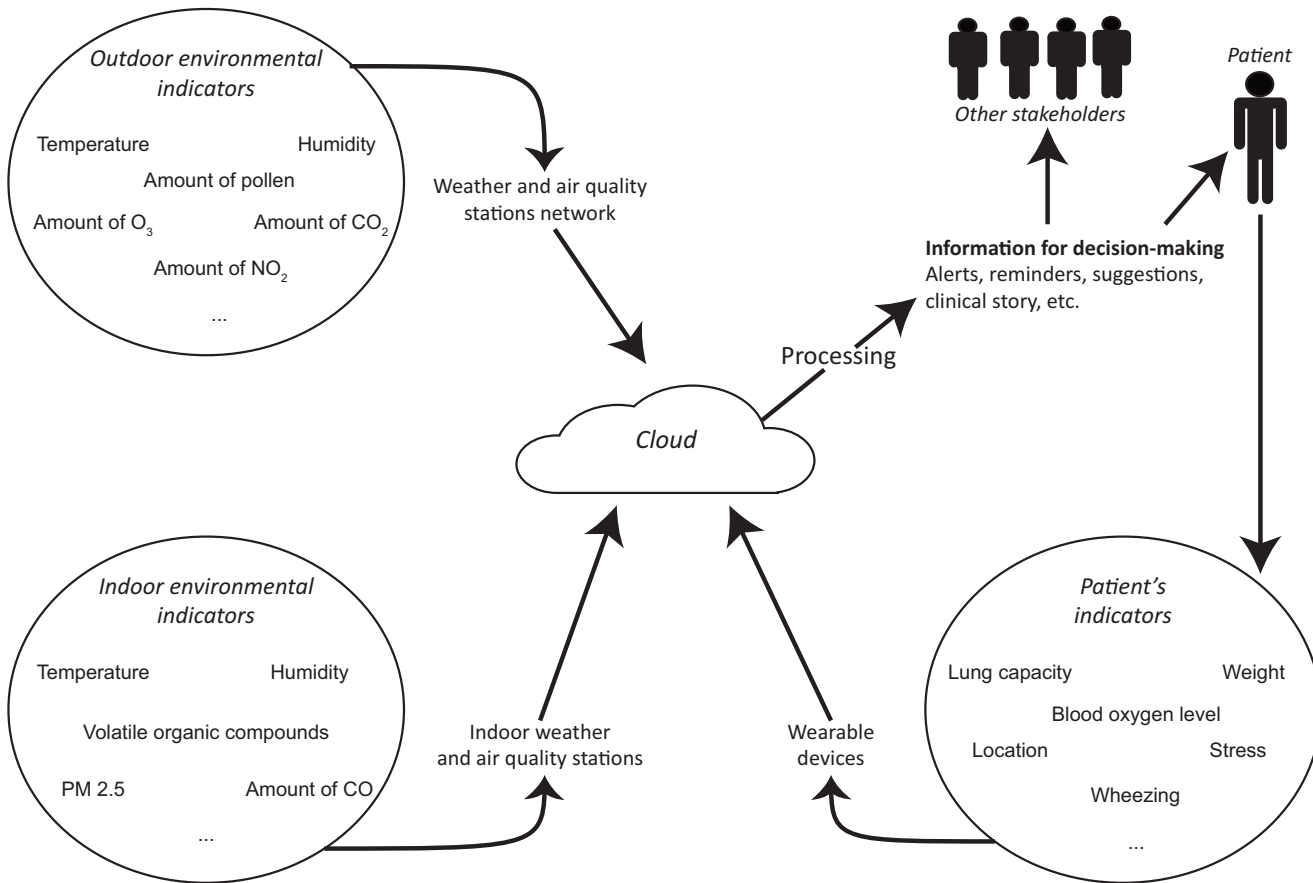 Outdoor environmental
indicators
Temperature
Humidity
Amount of pollen
Amount of O₃
Amount of CO₂
Amount of NO₂
...
Weather and air quality
stations network
Other stakeholders
Patient
Information for decision-making
Alerts, reminders, suggestions,
clinical story, etc.
Processing
Cloud
Indoor environmental
indicators
Temperature
Humidity
Volatile organic compounds
PM 2.5
Amount of CO
...
Indoor weather
and air quality stations
Wearable
devices
Patient’s
indicators
Lung capacity
Weight
Blood oxygen level
Location
Stress
Wheezing
...